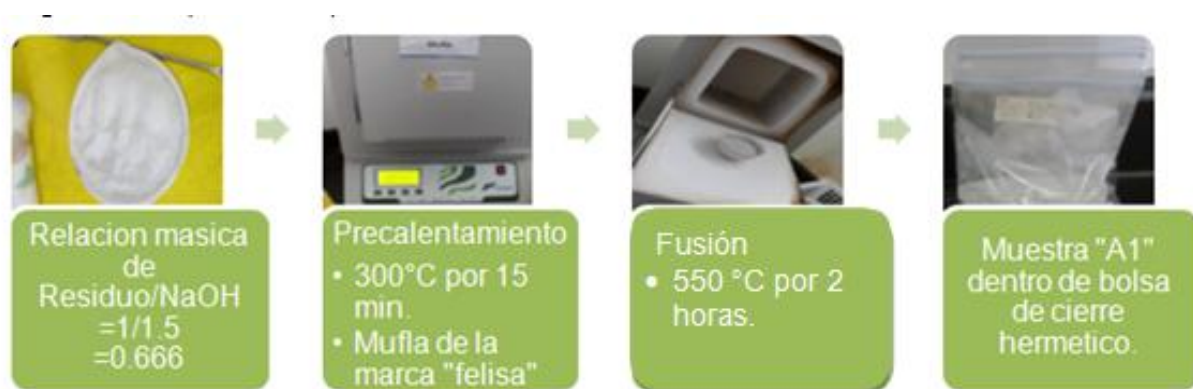 Relacion masica
de
Residuo/NaOH
=1/1.5
=0.666
Precalentamiento
• 300°C por 15
min.
• Mufla de la
marca "felisa"
Fusión
• 550 °C por 2
horas.
Muestra "A1"
dentro de bolsa
de cierre
hermetico.